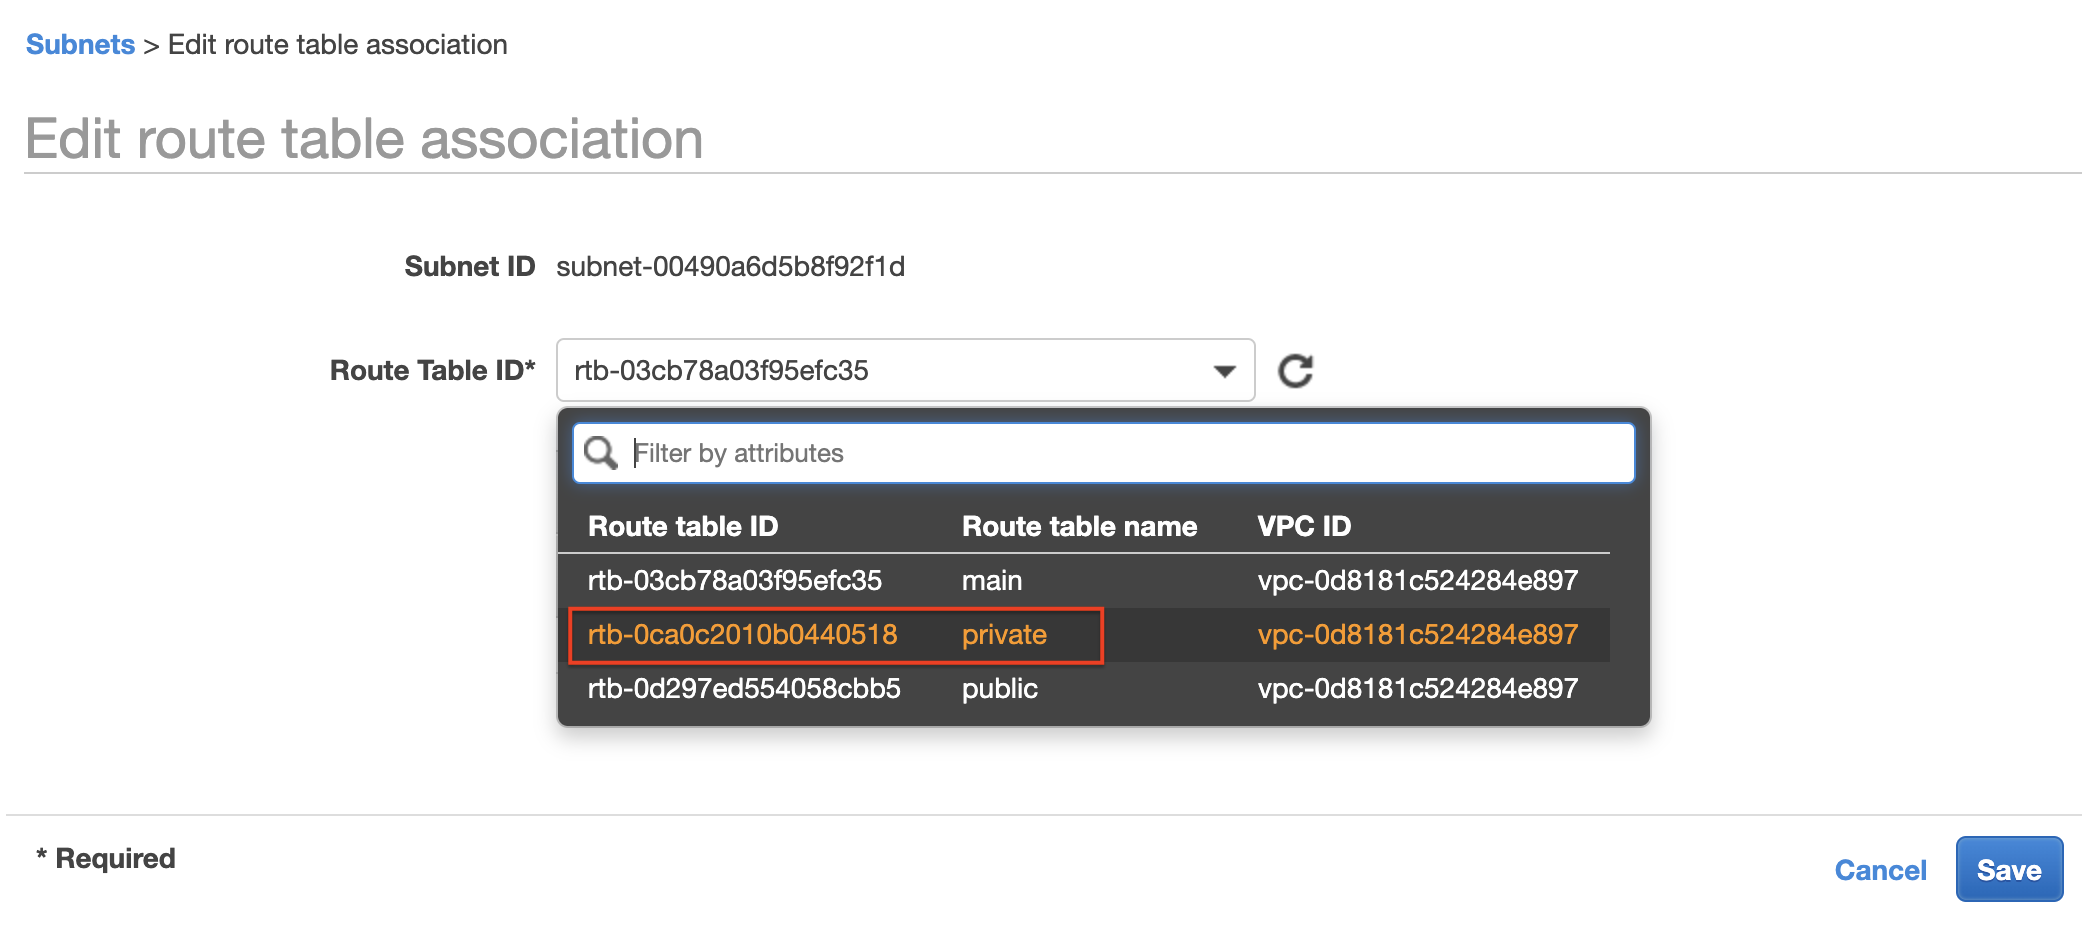 Subnets > Edit route table association
Edit route table association
Subnet ID subnet-00490a6d5b8f92f1d
Route Table ID* rtb-03cb78a03f95efc35
Filter by attributes
Route table ID Route table name VPC ID
rtb-03cb78a03f95efc35 main vpc-0d8181c524284e897
rtb-0ca0c2010b0440518 private vpc-0d8181c524284e897
rtb-0d297ed554058cbb5 public vpc-0d8181c524284e897
* Required
Cancel Save